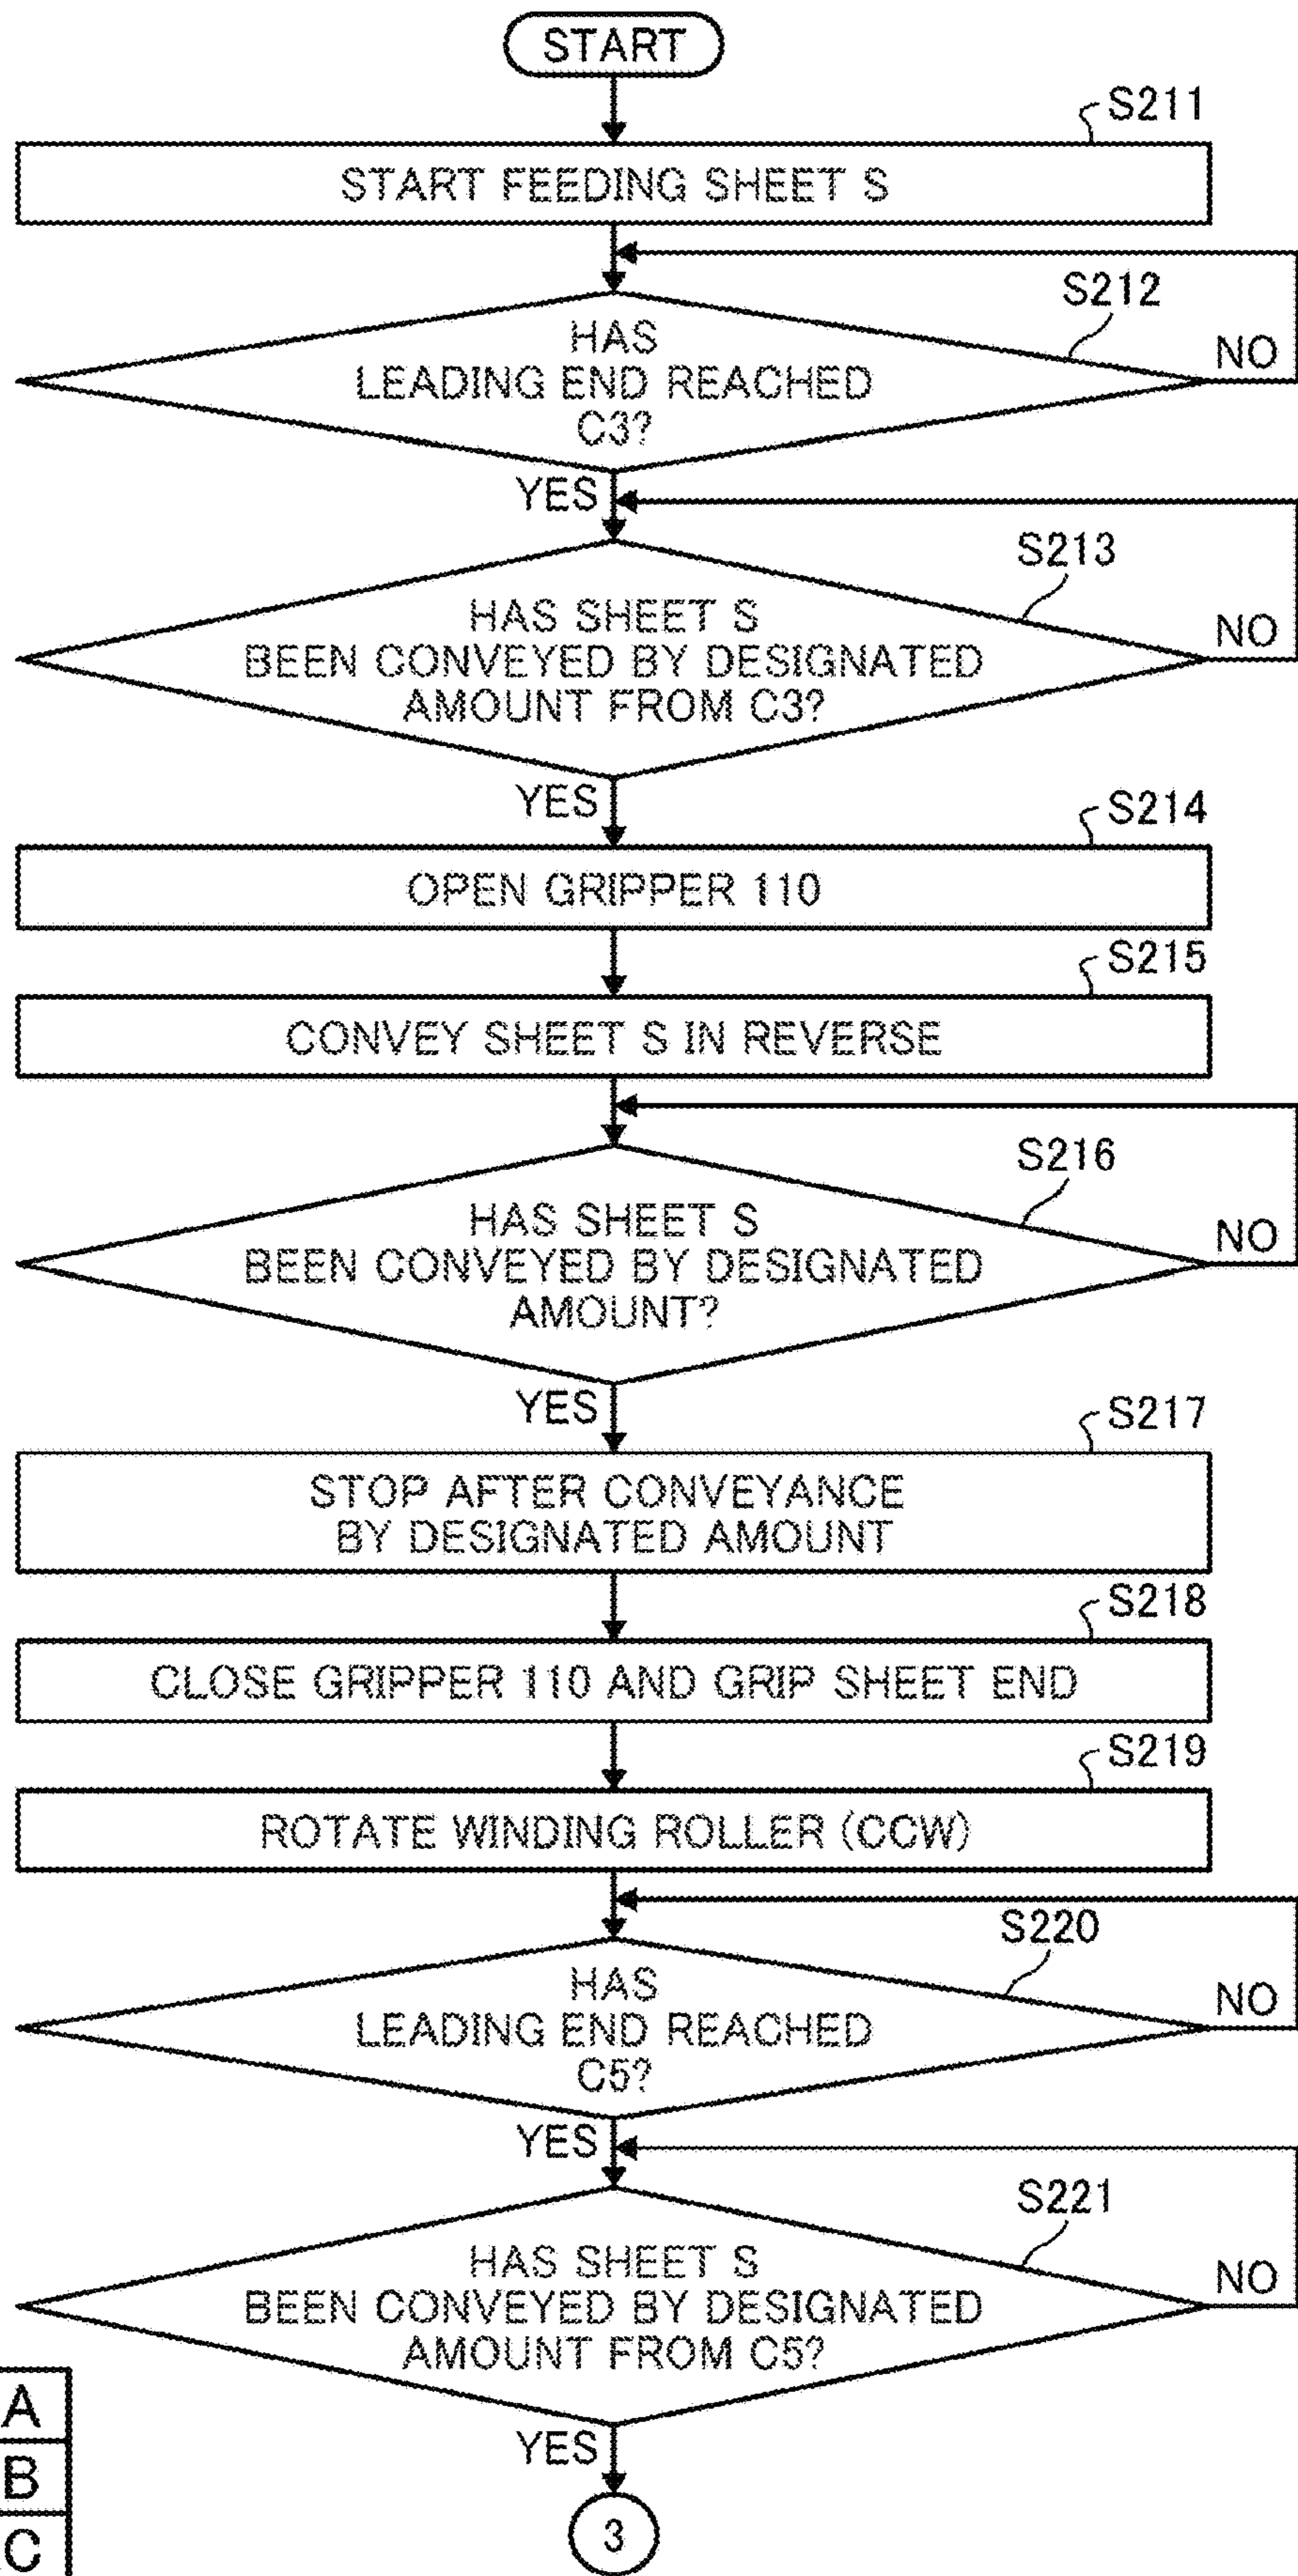 START
S211
START FEEDING SHEET S
S212
HAS
LEADING END REACHED
C3?
NO
YES
S213
HAS SHEET S
BEEN CONVEYED BY DESIGNATED
AMOUNT FROM C3?
NO
YES
S214
OPEN GRIPPER 110
S215
CONVEY SHEET S IN REVERSE
S216
HAS SHEET S
BEEN CONVEYED BY DESIGNATED
AMOUNT?
NO
YES
S217
STOP AFTER CONVEYANCE
BY DESIGNATED AMOUNT
S218
CLOSE GRIPPER 110 AND GRIP SHEET END
S219
ROTATE WINDING ROLLER (CCW)
S220
HAS
LEADING END REACHED
C5?
NO
YES
S221
HAS SHEET S
BEEN CONVEYED BY DESIGNATED
AMOUNT FROM C5?
NO
YES
A
B
C
3